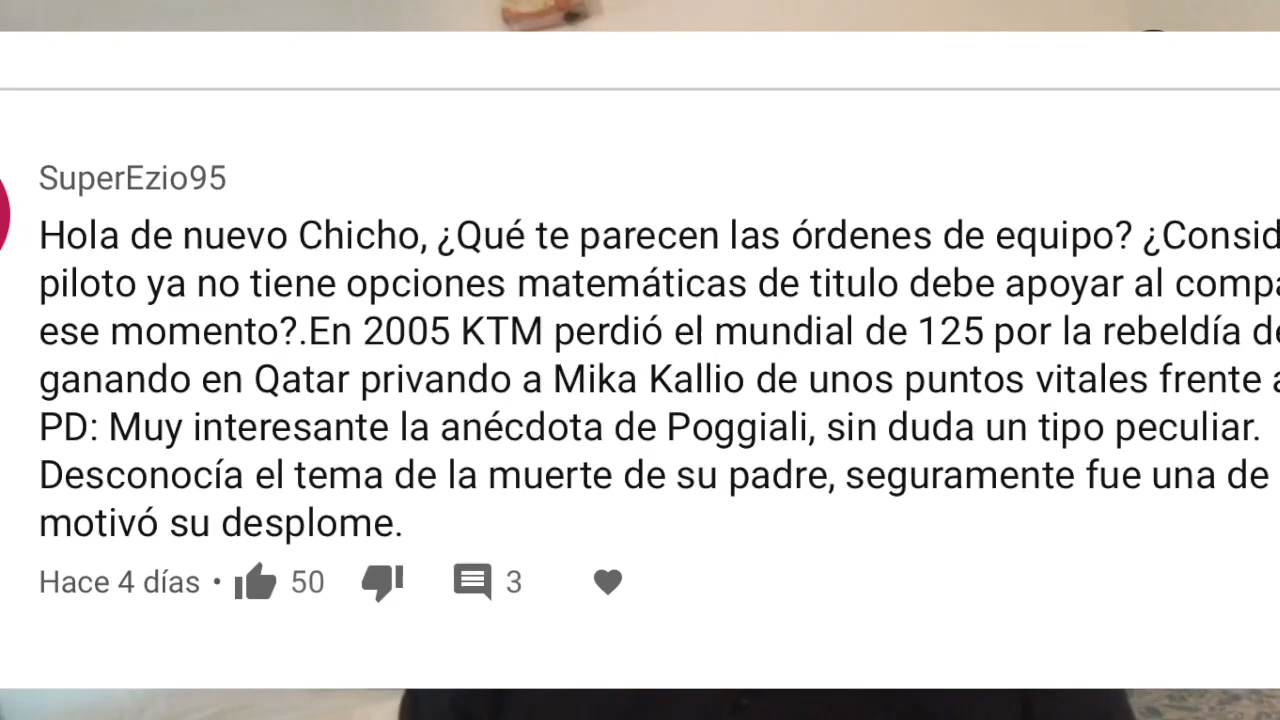 SuperEzio95
Hola de nuevo Chicho, ¿Qué te parecen las órdenes de equipo?
piloto ya no tiene opciones matemáticas de titulo debe apoyar al
ese momento?.En 2005 KTM perdió el mundial de 125 por la rebeldía
ganando en Qatar privando a Mika Kallio de unos puntos vitales frente
PD: Muy interesante la anécdota de Poggiali, sin duda un tipo peculiar.
Desconocía el tema de la muerte de su padre, seguramente fue una de
motivó su desplome.
Hace 4 días • 50 3